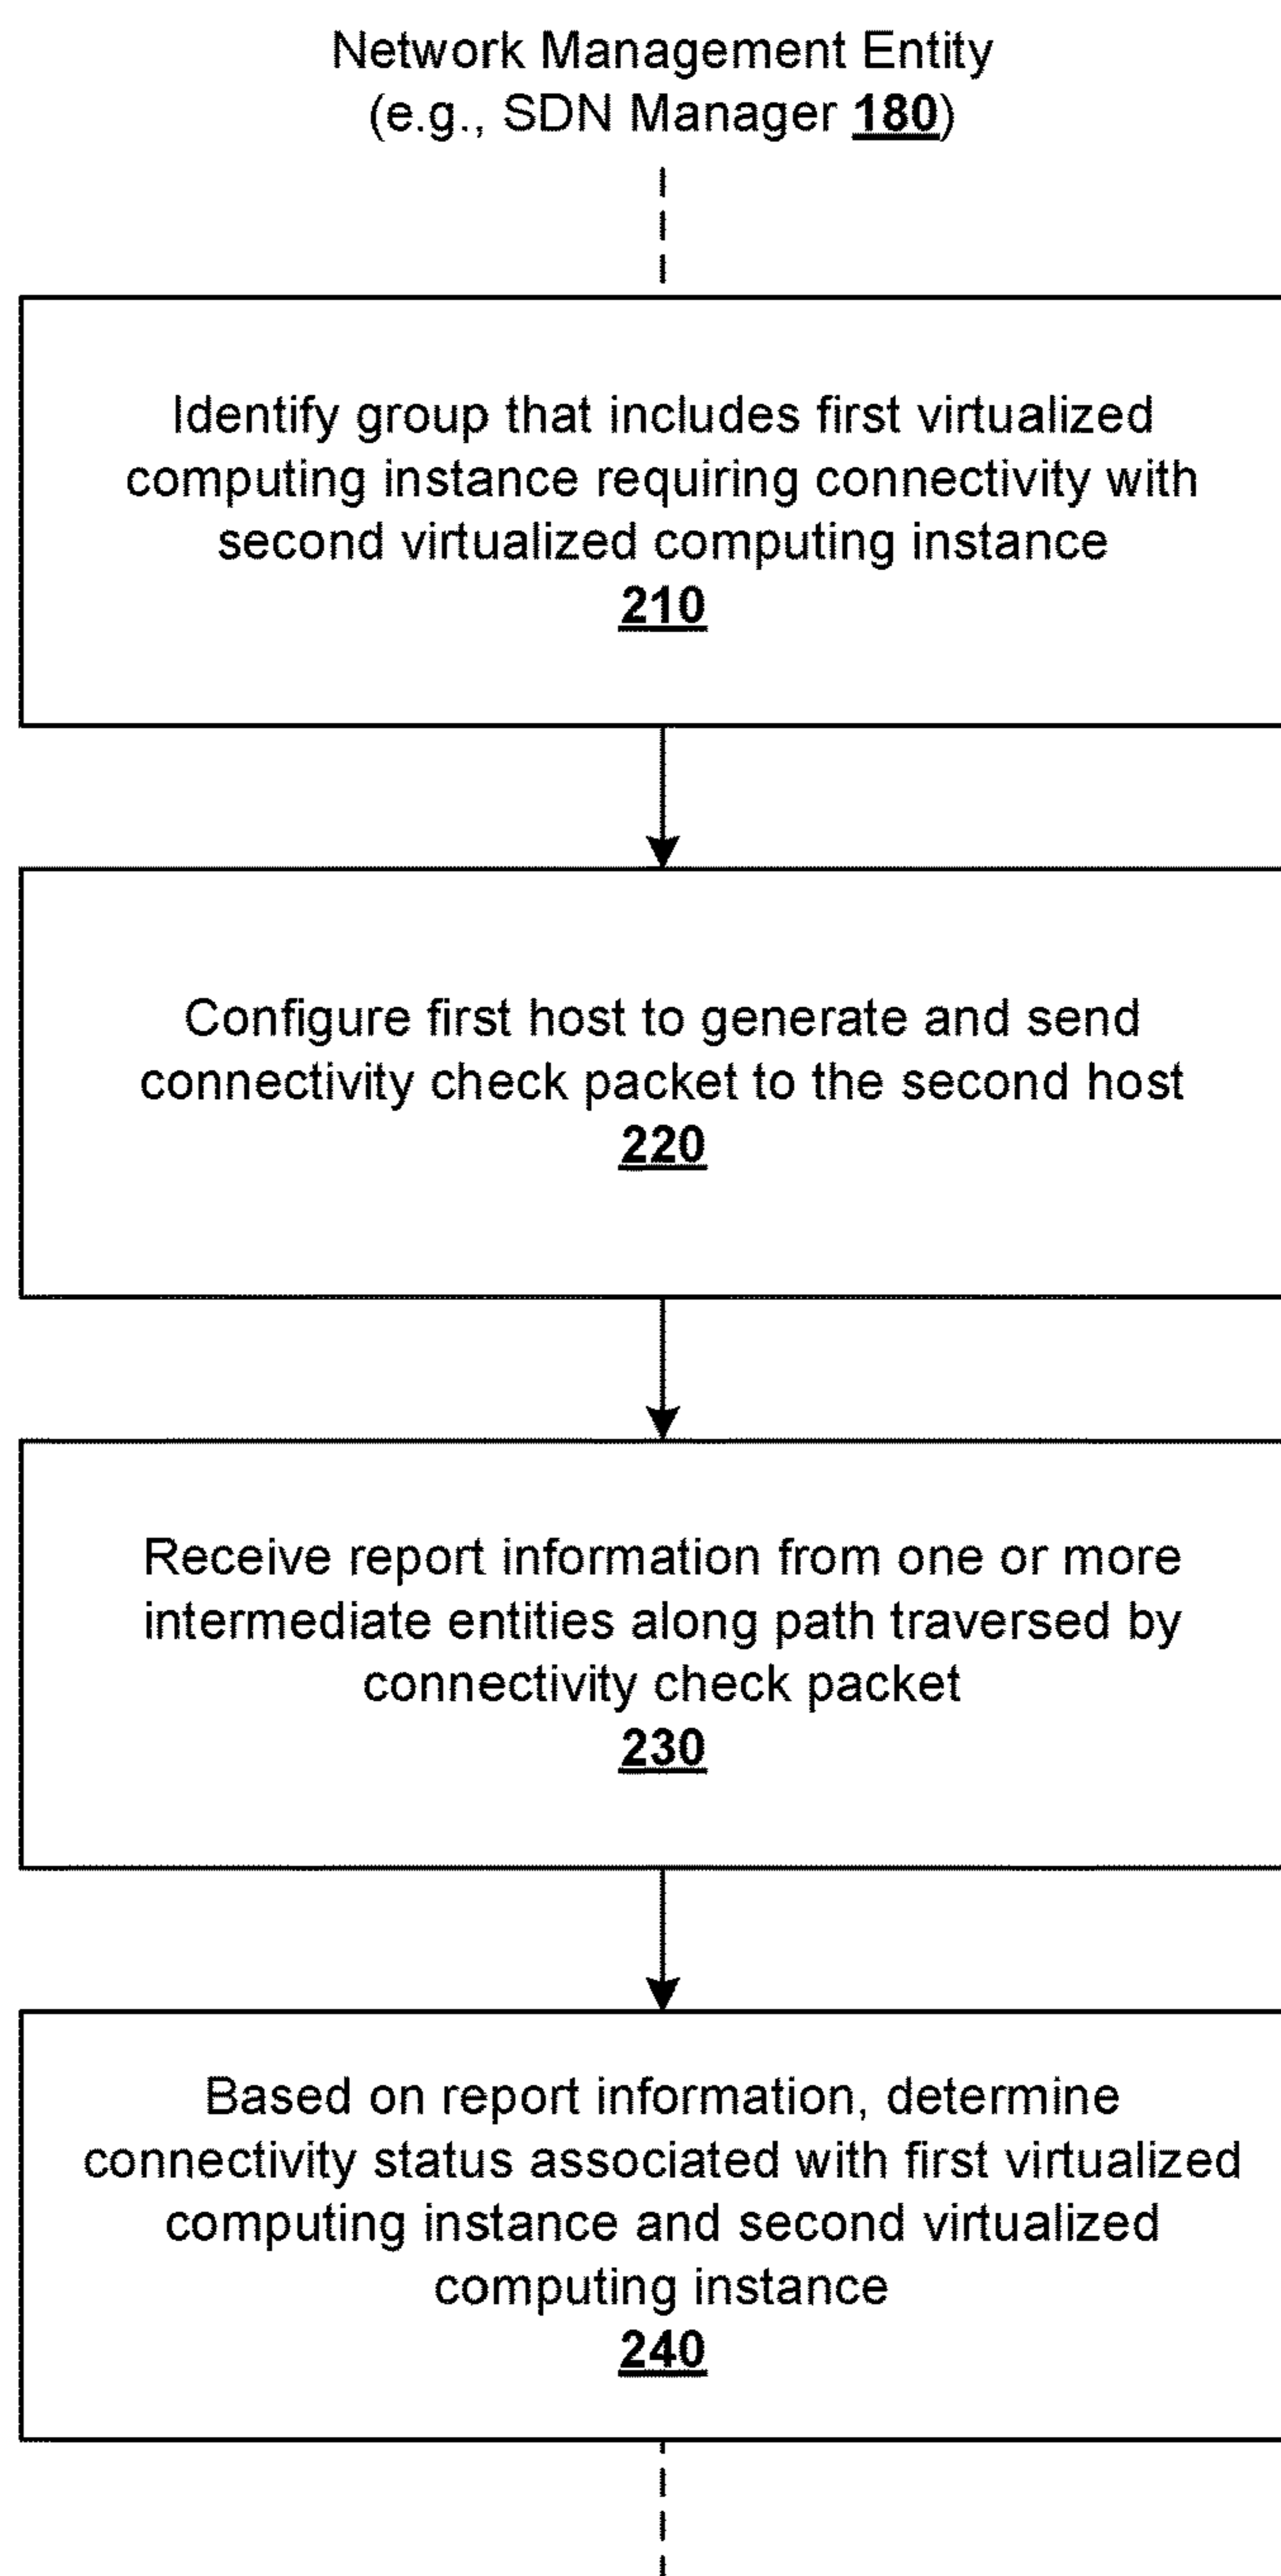 Network Management Entity
(e.g., SDN Manager 180)
Identify group that includes first virtualized
computing instance requiring connectivity with
second virtualized computing instance
210
Configure first host to generate and send
connectivity check packet to the second host
220
Receive report information from one or more
intermediate entities along path traversed by
connectivity check packet
230
Based on report information, determine
connectivity status associated with first virtualized
computing instance and second virtualized
computing instance
240